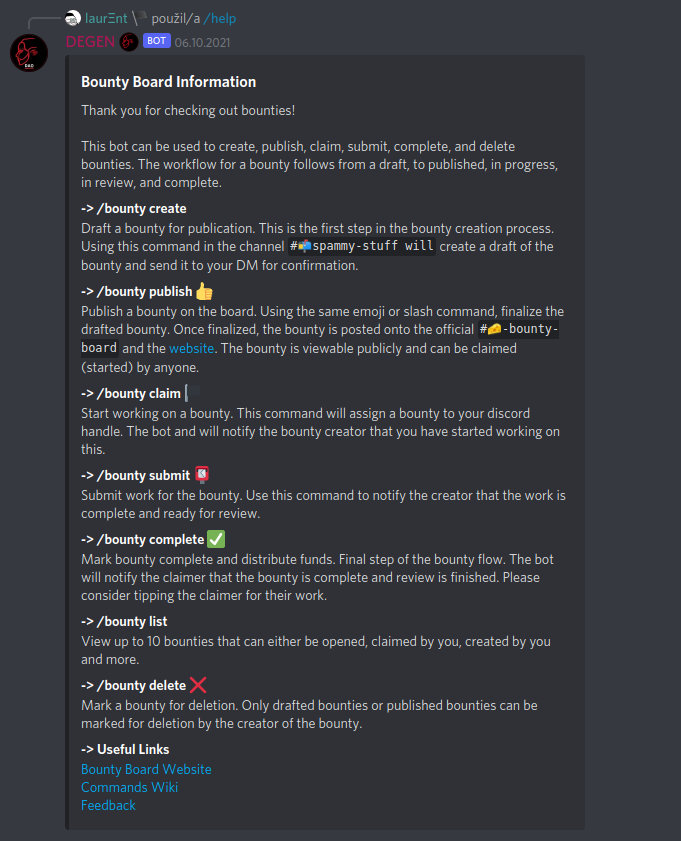 laurΞnt \🏴 použil/a /help
DEGEN BOT 06.10.2021
DAO
Bounty Board Information
Thank you for checking out bounties!
This bot can be used to create, publish, claim, submit, complete, and delete
bounties. The workflow for a bounty follows from a draft, to published, in progress,
in review, and complete.
-> /bounty create
Draft a bounty for publication. This is the first step in the bounty creation process.
Using this command in the channel #📬spammy-stuff will create a draft of the
bounty and send it to your DM for confirmation.
-> /bounty publish 👍
Publish a bounty on the board. Using the same emoji or slash command, finalize the
drafted bounty. Once finalized, the bounty is posted onto the official #🧀-bounty-
board and the website. The bounty is viewable publicly and can be claimed
(started) by anyone.
-> /bounty claim 🏴
Start working on a bounty. This command will assign a bounty to your discord
handle. The bot and will notify the bounty creator that you have started working on
this.
-> /bounty submit 📮
Submit work for the bounty. Use this command to notify the creator that the work is
complete and ready for review.
-> /bounty complete ✅
Mark bounty complete and distribute funds. Final step of the bounty flow. The bot
will notify the claimer that the bounty is complete and review is finished. Please
consider tipping the claimer for their work.
-> /bounty list
View up to 10 bounties that can either be opened, claimed by you, created by you
and more.
-> /bounty delete ❌
Mark a bounty for deletion. Only drafted bounties or published bounties can be
marked for deletion by the creator of the bounty.
-> Useful Links
Bounty Board Website
Commands Wiki
Feedback